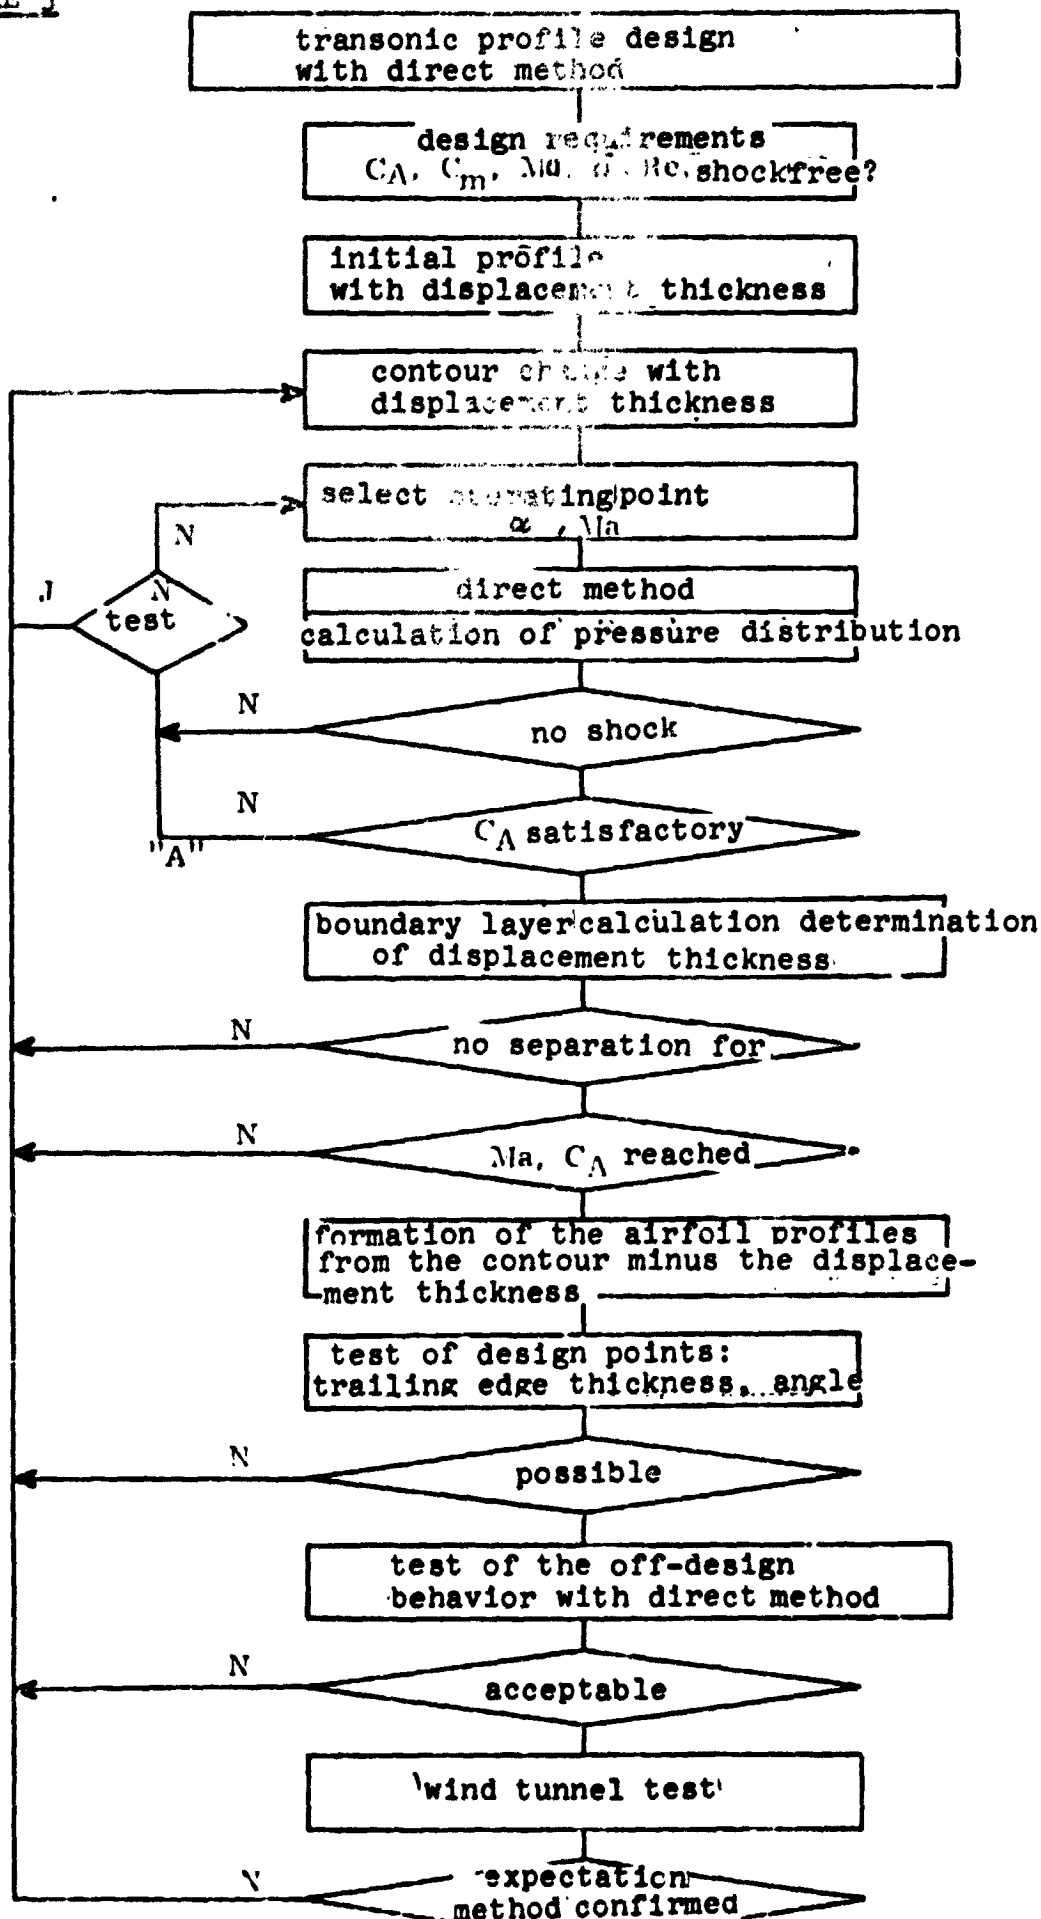 transonic profile design
with direct method
design requirements
C_A, C_m, Ma, Re, shockfree?
initial profile
with displacement thickness
contour change with
displacement thickness
select operating point
α , Ma
N
J
N
test
direct method
calculation of pressure distribution
N
no shock
N
C_A satisfactory
"A"
boundary layer calculation determination
of displacement thickness
N
no separation for
N
Ma, C_A reached
formation of the airfoil profiles
from the contour minus the displace-
ment thickness
test of design points:
trailing edge thickness, angle
N
possible
test of the off-design
behavior with direct method
N
acceptable
wind tunnel test
N
expectation
method confirmed